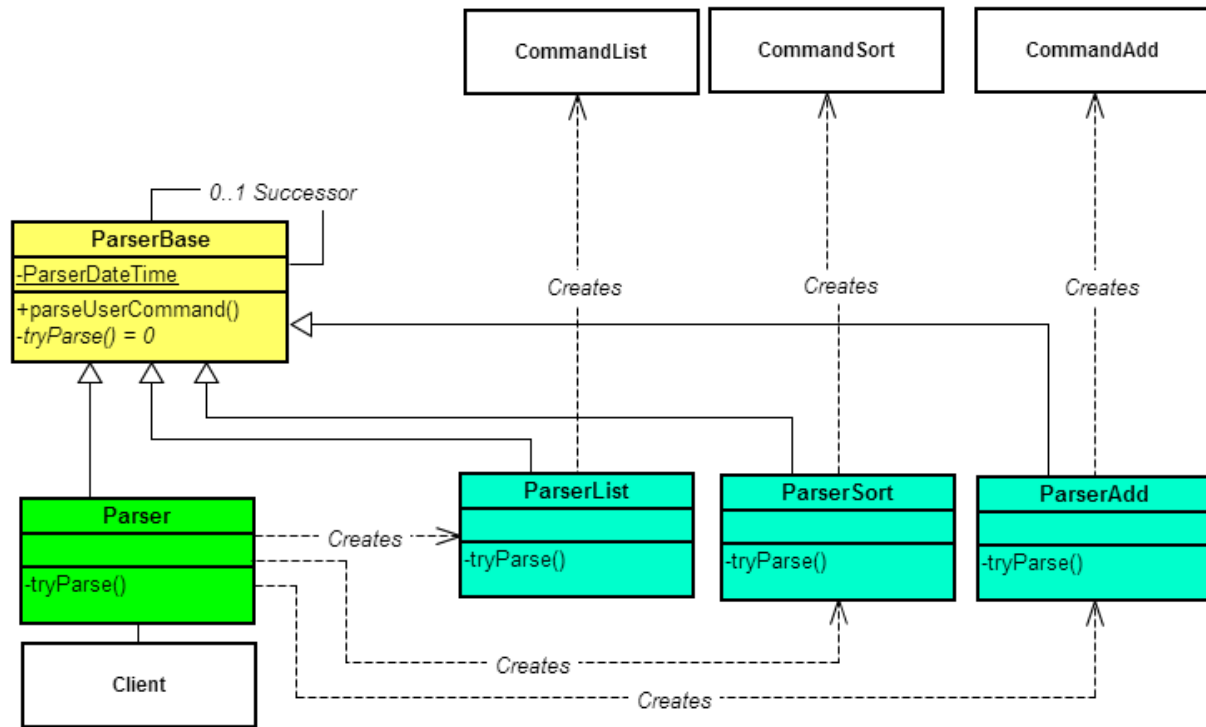 CommandList
CommandSort
CommandAdd
0..1 Successor
ParserBase
-ParserDateTime
+parseUserCommand()
-tryParse() = 0
Creates
Creates
Creates
Parser
-tryParse()
Client
ParserList
-tryParse()
ParserSort
-tryParse()
ParserAdd
-tryParse()
Creates
Creates
Creates